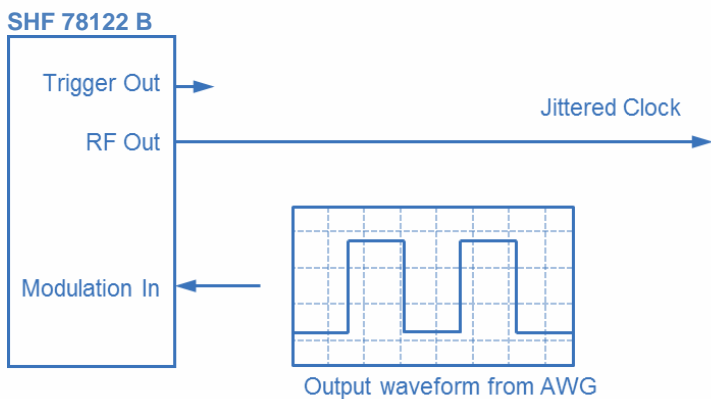 SHF 78122 B
Trigger Out
RF Out
Jittered Clock
Modulation In
Output waveform from AWG